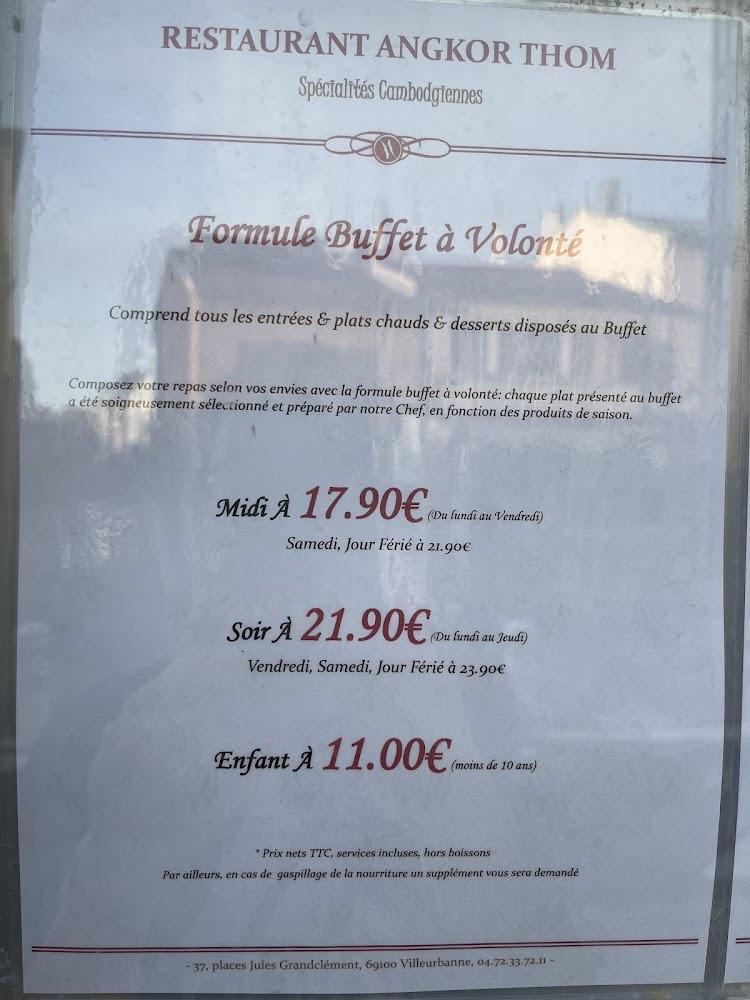 RESTAURANT ANGKOR THOM
Spécialités Cambodgiennes
Formule Buffet à Volonté
Comprend tous les entrées & plats chauds & desserts disposés au Buffet
Composez votre repas selon vos envies avec la formule buffet à volonté: chaque plat présenté au buffet
a été soigneusement sélectionné et préparé par notre Chef, en fonction des produits de saison.
Midi À 17.90€ (Du lundi au Vendredi)
Samedi, Jour Férié à 21.90€
Soir À 21.90€ (Du lundi au Jeudi)
Vendredi, Samedi, Jour Férié à 23.90€
Enfant À 11.00€ (moins de 10 ans)
* Prix nets TTC, services incluses, hors boissons
Par ailleurs, en cas de gaspillage de la nourriture un supplément vous sera demandé
- 37, places Jules Grandclément, 69100 Villeurbanne, 04.72.33.72.11 -